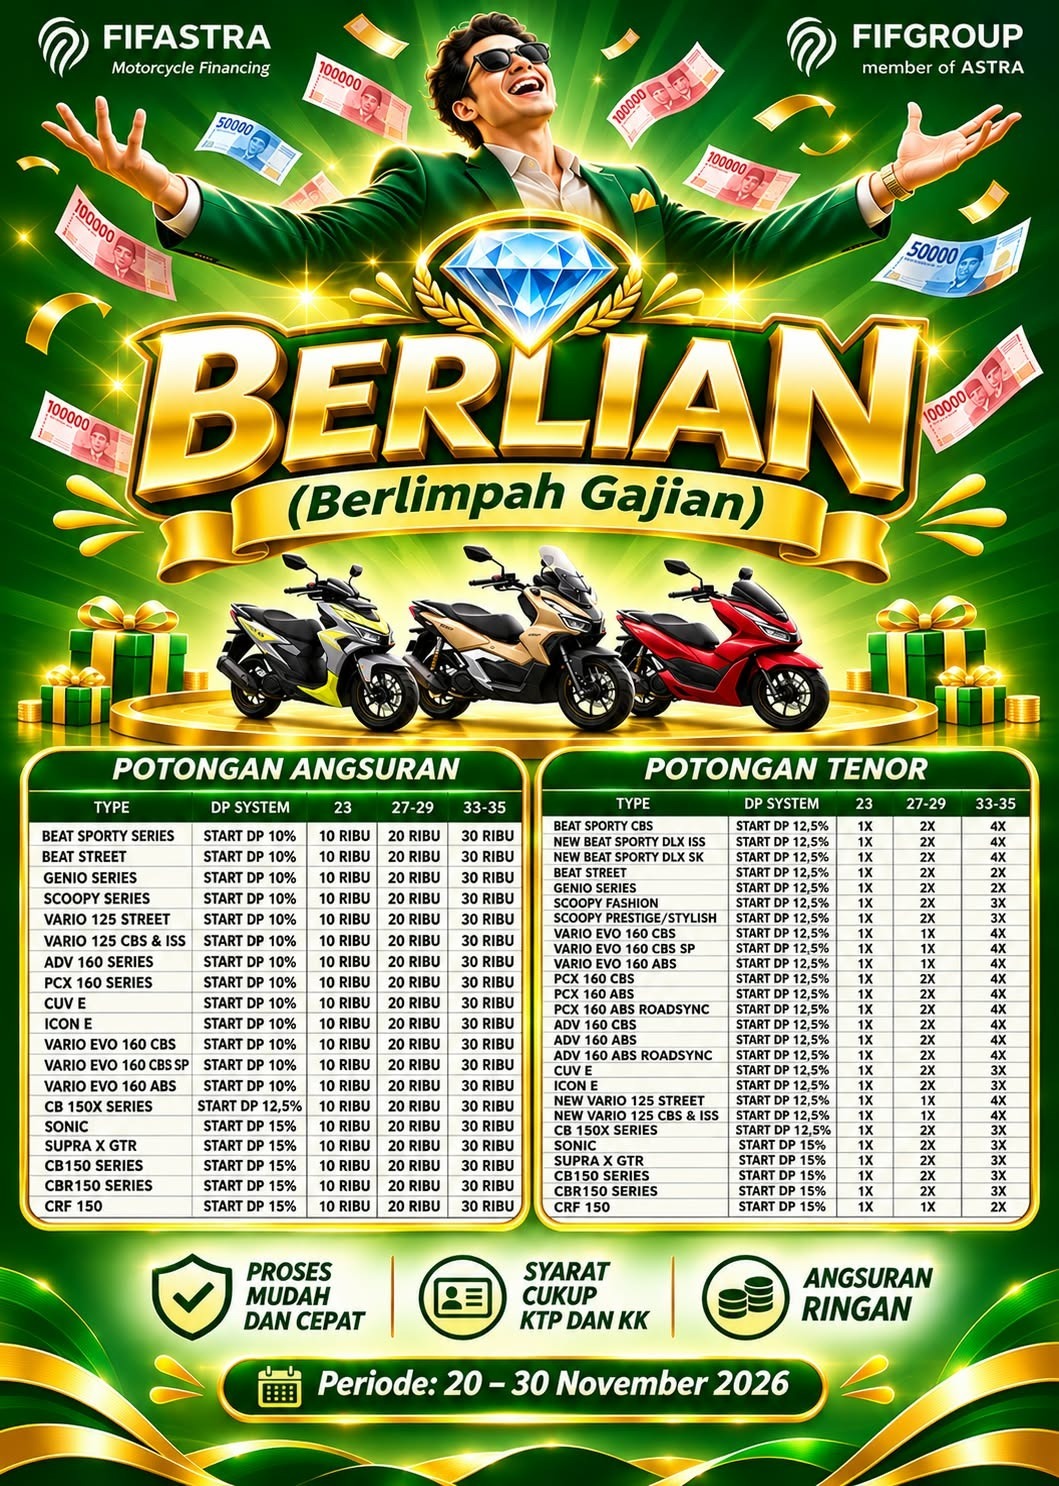 FIFASTRA
Motorcycle Financing
FIFGROUP
member of ASTRA
100000
50000
100000
100000
100000
50000
100000
100000
BERLIAN
(Berlimpah Gajian)
POTONGAN ANGSURAN
TYPE DP SYSTEM 23 27-29 33-35
BEAT SPORTY SERIES START DP 10% 10 RIBU 20 RIBU 30 RIBU
BEAT STREET START DP 10% 10 RIBU 20 RIBU 30 RIBU
GENIO SERIES START DP 10% 10 RIBU 20 RIBU 30 RIBU
SCOOPY SERIES START DP 10% 10 RIBU 20 RIBU 30 RIBU
VARIO 125 STREET START DP 10% 10 RIBU 20 RIBU 30 RIBU
VARIO 125 CBS & ISS START DP 10% 10 RIBU 20 RIBU 30 RIBU
ADV 160 SERIES START DP 10% 10 RIBU 20 RIBU 30 RIBU
PCX 160 SERIES START DP 10% 10 RIBU 20 RIBU 30 RIBU
CUV E START DP 10% 10 RIBU 20 RIBU 30 RIBU
ICON E START DP 10% 10 RIBU 20 RIBU 30 RIBU
VARIO EVO 160 CBS START DP 10% 10 RIBU 20 RIBU 30 RIBU
VARIO EVO 160 CBS SP START DP 10% 10 RIBU 20 RIBU 30 RIBU
VARIO EVO 160 ABS START DP 10% 10 RIBU 20 RIBU 30 RIBU
CB 150X SERIES START DP 12,5% 10 RIBU 20 RIBU 30 RIBU
SONIC START DP 15% 10 RIBU 20 RIBU 30 RIBU
SUPRA X GTR START DP 15% 10 RIBU 20 RIBU 30 RIBU
CB150 SERIES START DP 15% 10 RIBU 20 RIBU 30 RIBU
CBR150 SERIES START DP 15% 10 RIBU 20 RIBU 30 RIBU
CRF 150 START DP 15% 10 RIBU 20 RIBU 30 RIBU
POTONGAN TENOR
TYPE DP SYSTEM 23 27-29 33-35
BEAT SPORTY CBS START DP 12,5% 1X 2X 4X
NEW BEAT SPORTY DLX ISS START DP 12,5% 1X 2X 4X
NEW BEAT SPORTY DLX SK START DP 12,5% 1X 2X 4X
BEAT STREET START DP 12,5% 1X 2X 2X
GENIO SERIES START DP 12,5% 1X 2X 2X
SCOOPY FASHION START DP 12,5% 1X 2X 3X
SCOOPY PRESTIGE/STYLISH START DP 12,5% 1X 2X 3X
VARIO EVO 160 CBS START DP 12,5% 1X 1X 4X
VARIO EVO 160 CBS SP START DP 12,5% 1X 1X 4X
VARIO EVO 160 ABS START DP 12,5% 1X 1X 4X
PCX 160 CBS START DP 12,5% 1X 2X 4X
PCX 160 ABS START DP 12,5% 1X 2X 4X
PCX 160 ABS ROADSYNC START DP 12,5% 1X 2X 4X
ADV 160 CBS START DP 12,5% 1X 2X 4X
ADV 160 ABS START DP 12,5% 1X 2X 4X
ADV 160 ABS ROADSYNC START DP 12,5% 1X 2X 4X
CUV E START DP 12,5% 1X 2X 3X
ICON E START DP 12,5% 1X 2X 3X
NEW VARIO 125 STREET START DP 12,5% 1X 1X 4X
NEW VARIO 125 CBS & ISS START DP 12,5% 1X 1X 4X
CB 150X SERIES START DP 12,5% 1X 2X 3X
SONIC START DP 15% 1X 2X 3X
SUPRA X GTR START DP 15% 1X 2X 3X
CB150 SERIES START DP 15% 1X 2X 3X
CBR150 SERIES START DP 15% 1X 2X 3X
CRF 150 START DP 15% 1X 1X 2X
PROSES
MUDAH
DAN CEPAT
SYARAT
CUKUP
KTP DAN KK
ANGSURAN
RINGAN
Periode: 20 – 30 November 2026